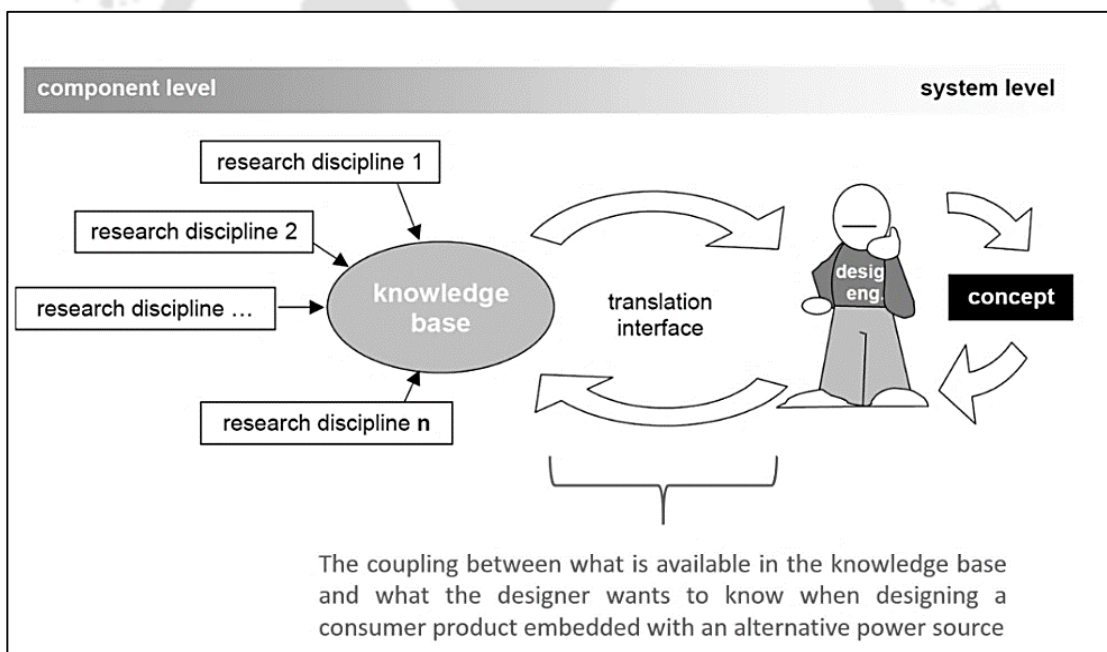 component level
system level
research discipline 1
research discipline 2
research discipline ...
research discipline n
knowledge
base
translation
interface
desig
eng.
concept
The coupling between what is available in the knowledge base
and what the designer wants to know when designing a
consumer product embedded with an alternative power source